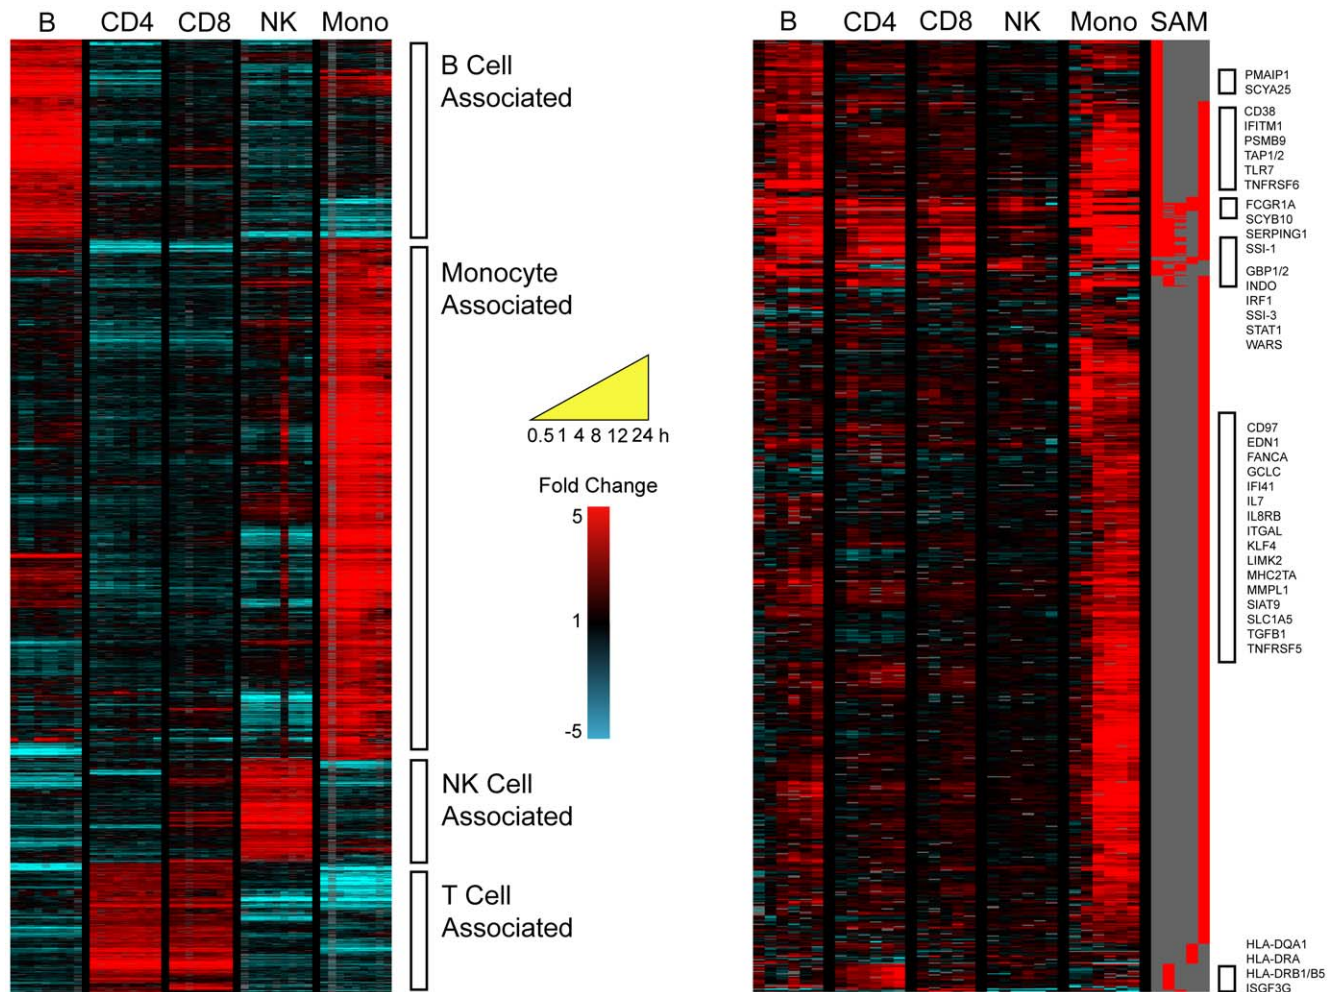 B CD4 CD8 NK Mono
B Cell
Associated
Monocyte
Associated
NK Cell
Associated
T Cell
Associated
0.5 1 4 8 12 24 h
Fold Change
5
1
-5
B CD4 CD8 NK Mono SAM
PMAIP1
SCYA25
CD38
IFITM1
PSMB9
TAP1/2
TLR7
TNFRSF6
FCGR1A
SCYB10
SERPING1
SSI-1
GBP1/2
INDO
IRF1
SSI-3
STAT1
WARS
CD97
EDN1
FANCA
GCLC
IFI41
IL7
IL8RB
ITGAL
KLF4
LIMK2
MHC2TA
MMPL1
SIAT9
SLC1A5
TGFB1
TNFRSF5
HLA-DQA1
HLA-DRA
HLA-DRB1/B5
ISGF3G